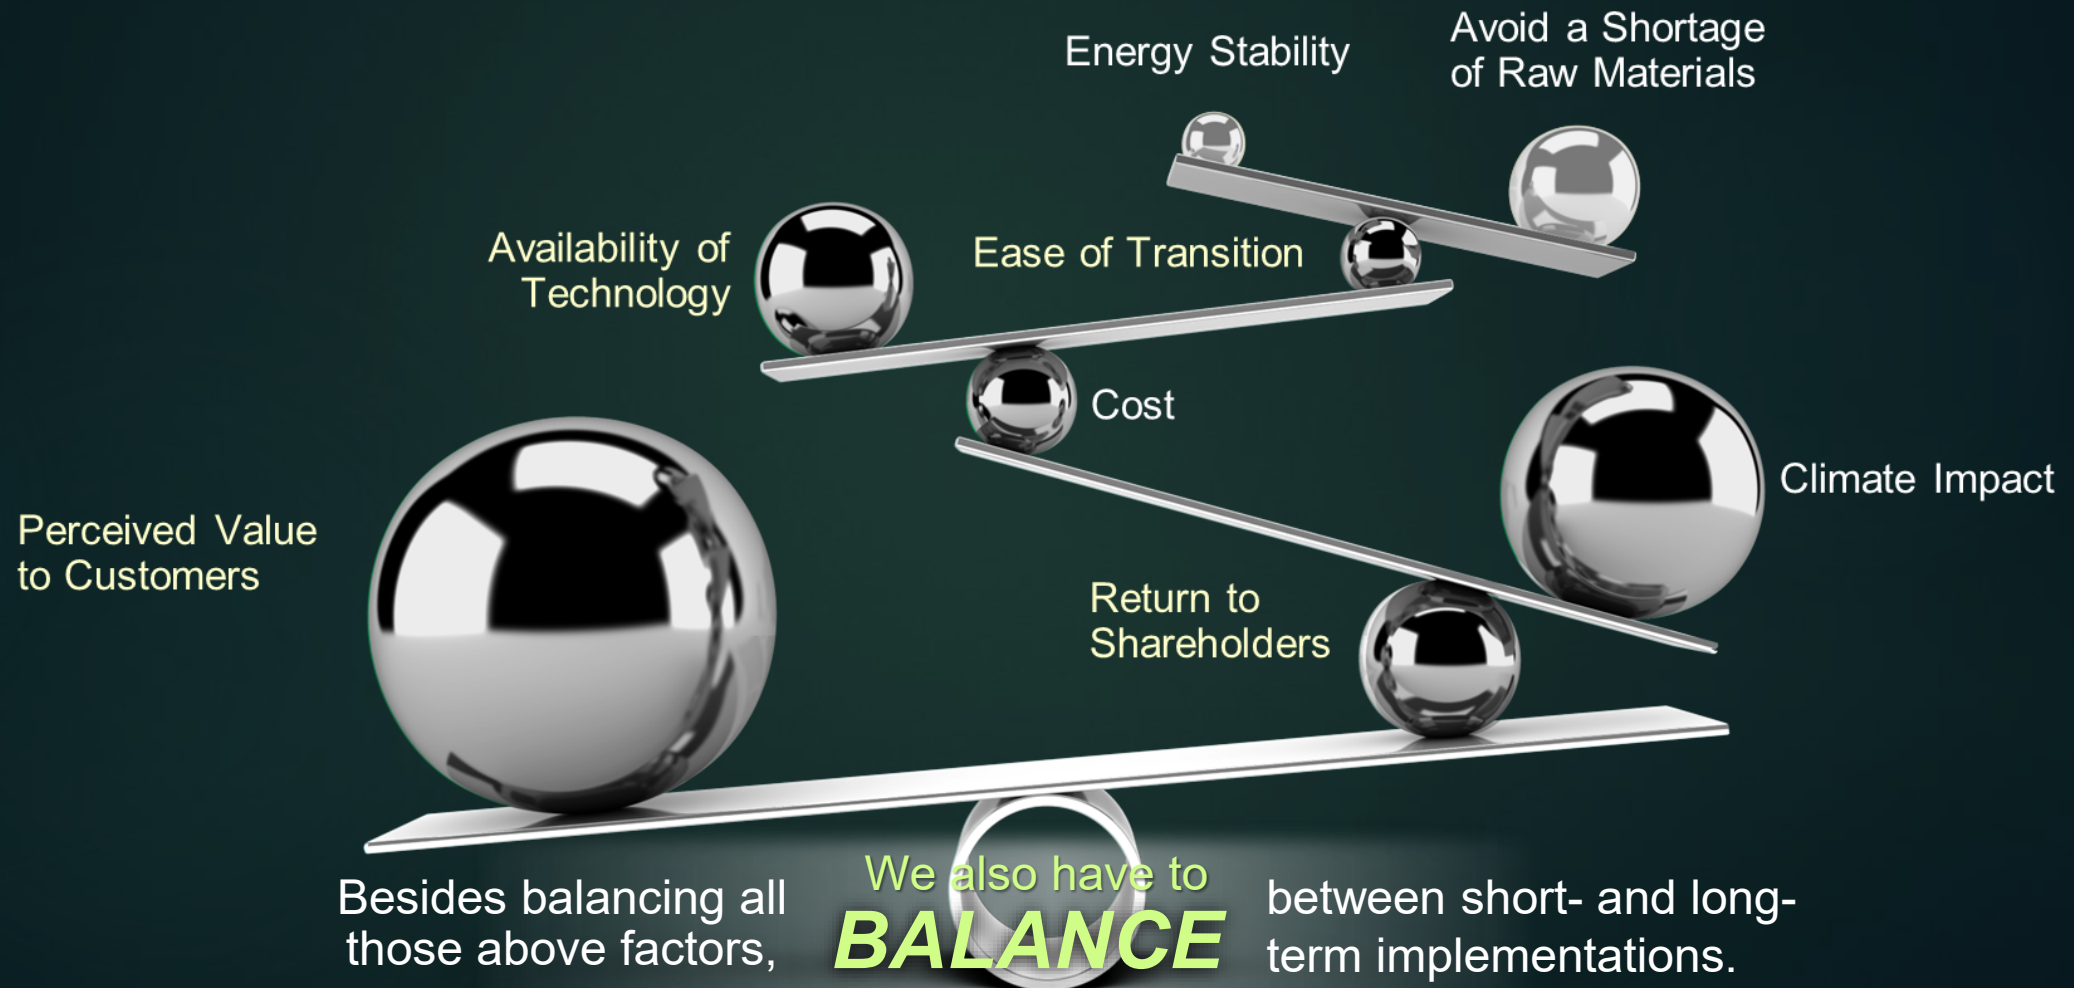 Energy Stability
Avoid a Shortage
of Raw Materials
Availability of
Technology
Ease of Transition
Cost
Climate Impact
Perceived Value
to Customers
Return to
Shareholders
Besides balancing all
those above factors,
We also have to
BALANCE
between short- and long-
term implementations.